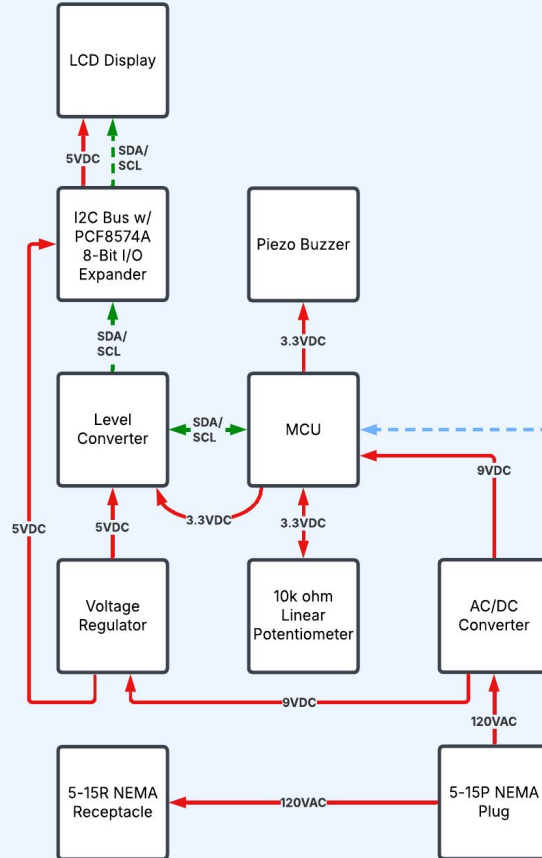 LCD Display
5VDC
SDA/
SCL
I2C Bus w/
PCF8574A
8-Bit I/O
Expander
Piezo Buzzer
SDA/
SCL
3.3VDC
Level
Converter
SDA/
SCL
MCU
9VDC
5VDC
5VDC
3.3VDC
3.3VDC
Voltage
Regulator
10k ohm
Linear
Potentiometer
AC/DC
Converter
9VDC
120VAC
5-15R NEMA
Receptacle
120VAC
5-15P NEMA
Plug